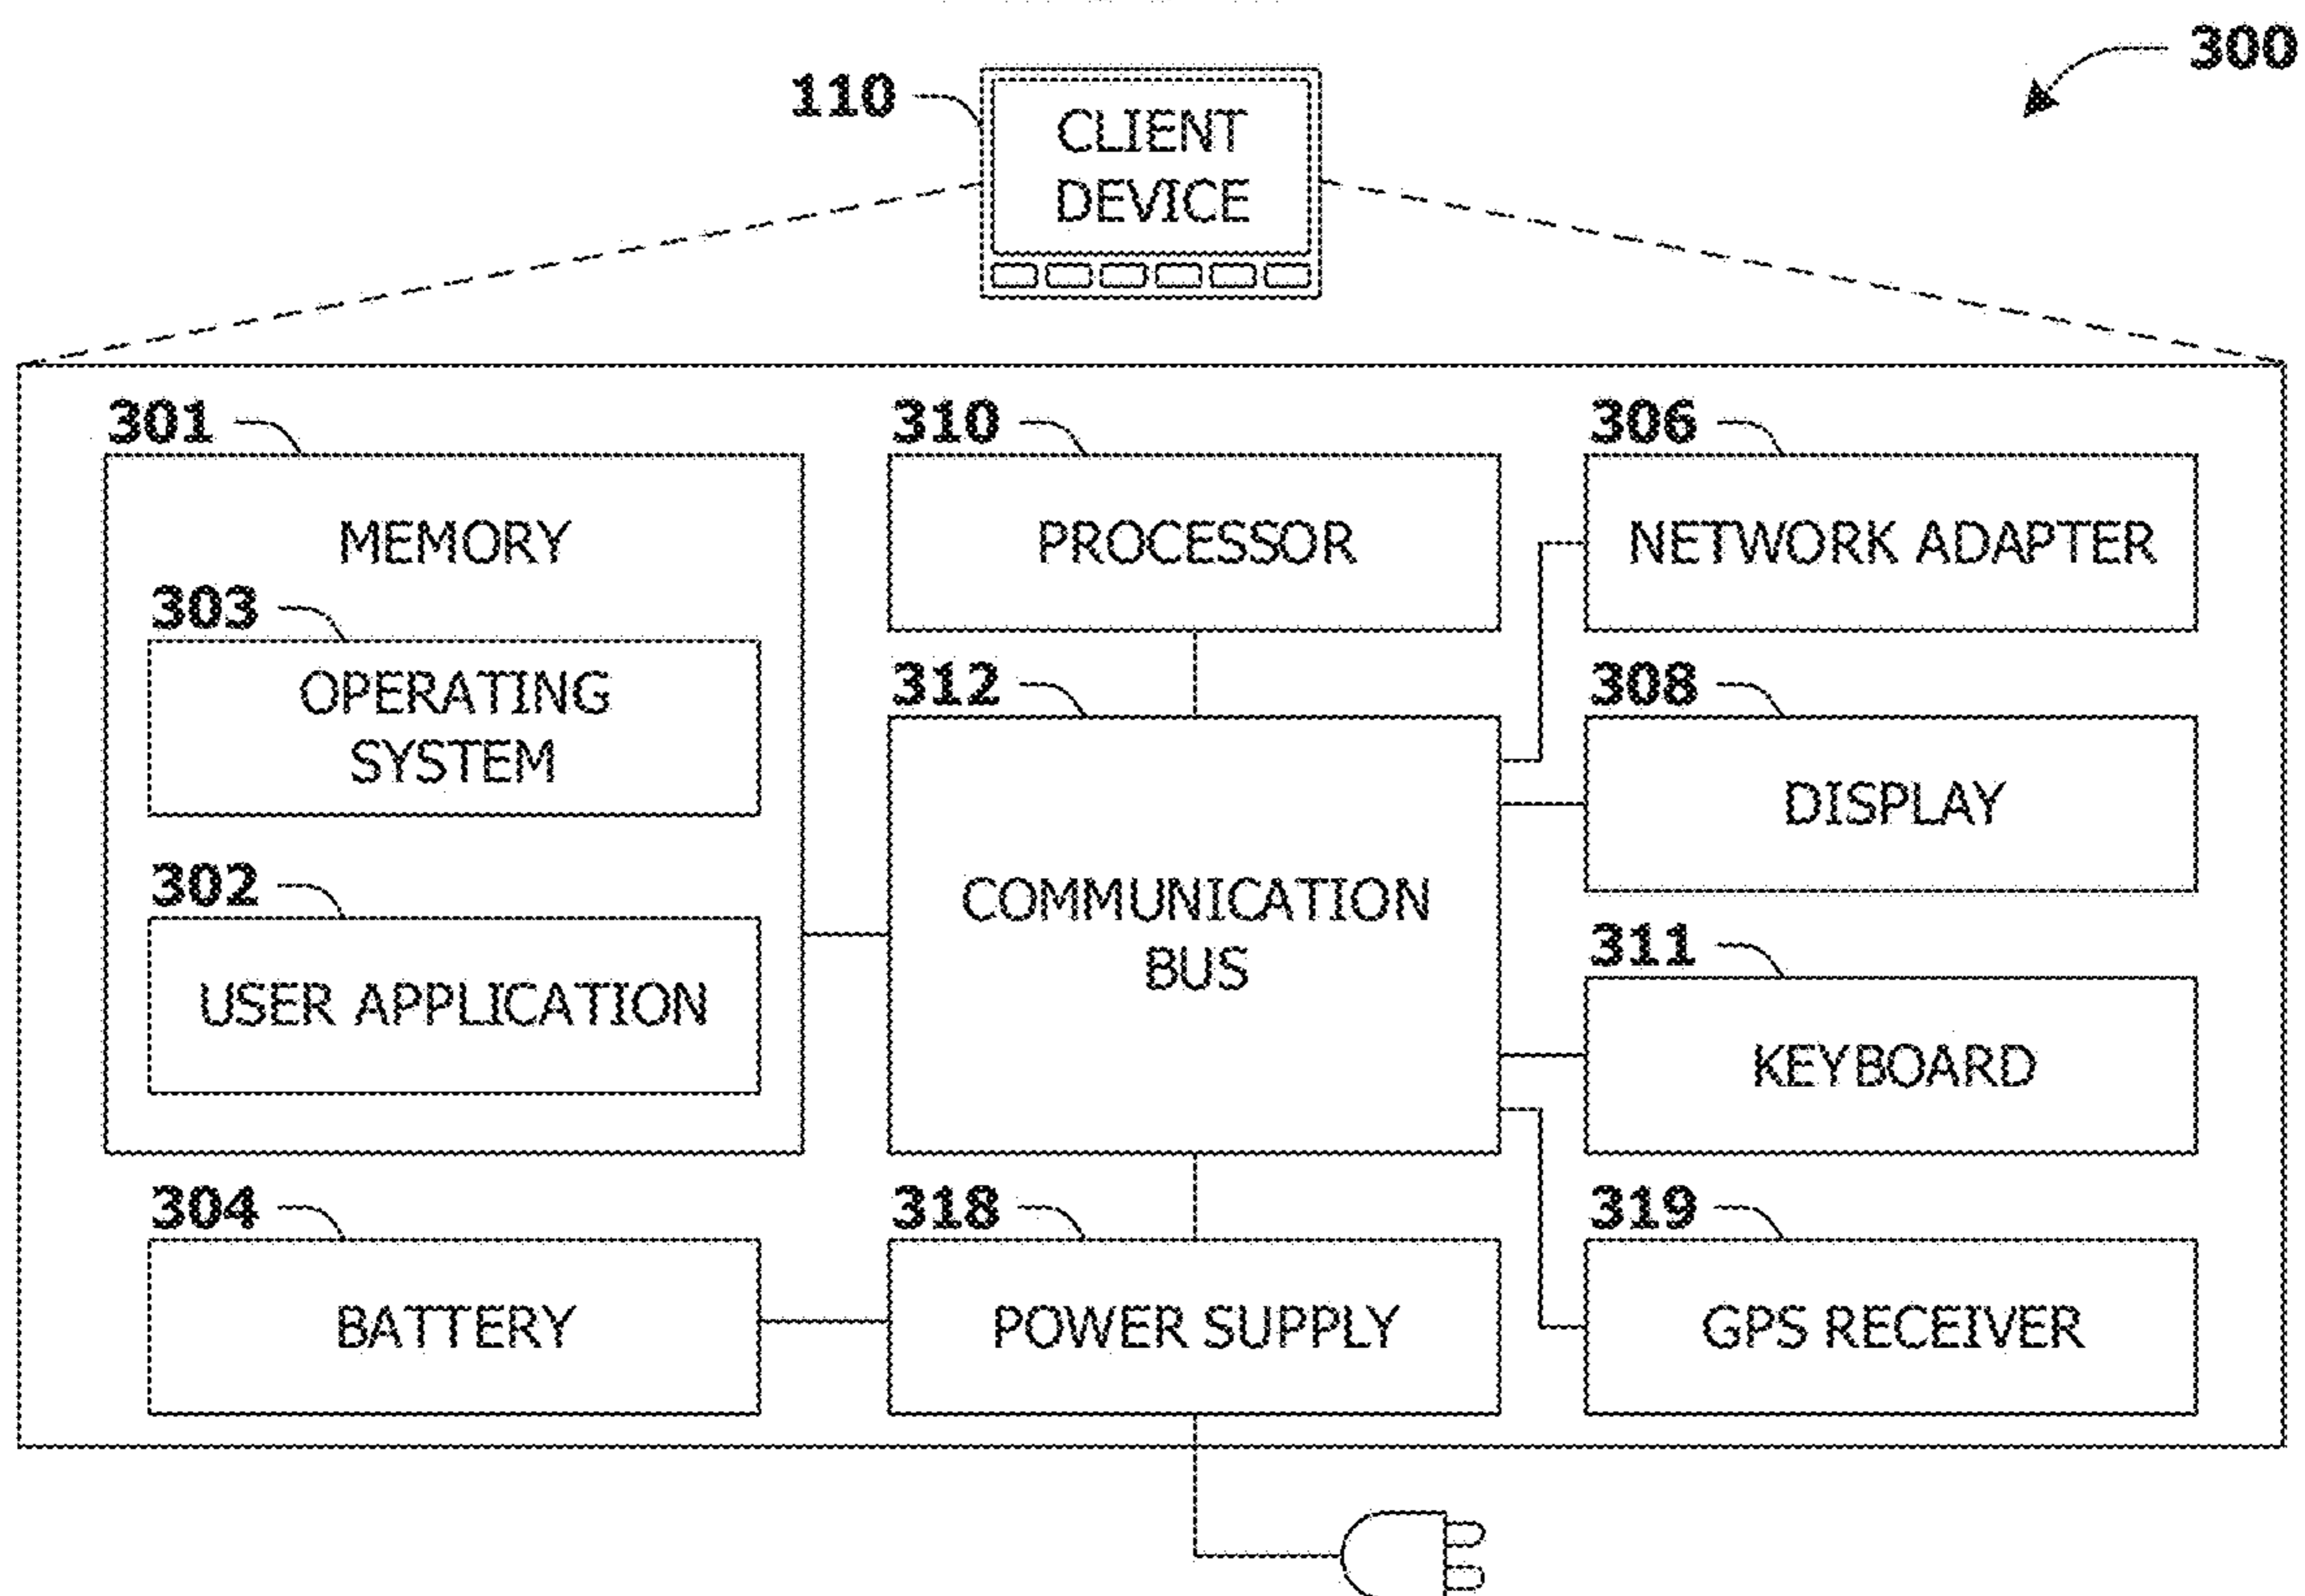 300
110
CLIENT
DEVICE
301
310
306
MEMORY
PROCESSOR
NETWORK ADAPTER
303
OPERATING
SYSTEM
312
308
DISPLAY
302
USER APPLICATION
COMMUNICATION
BUS
311
KEYBOARD
304
318
319
BATTERY
POWER SUPPLY
GPS RECEIVER